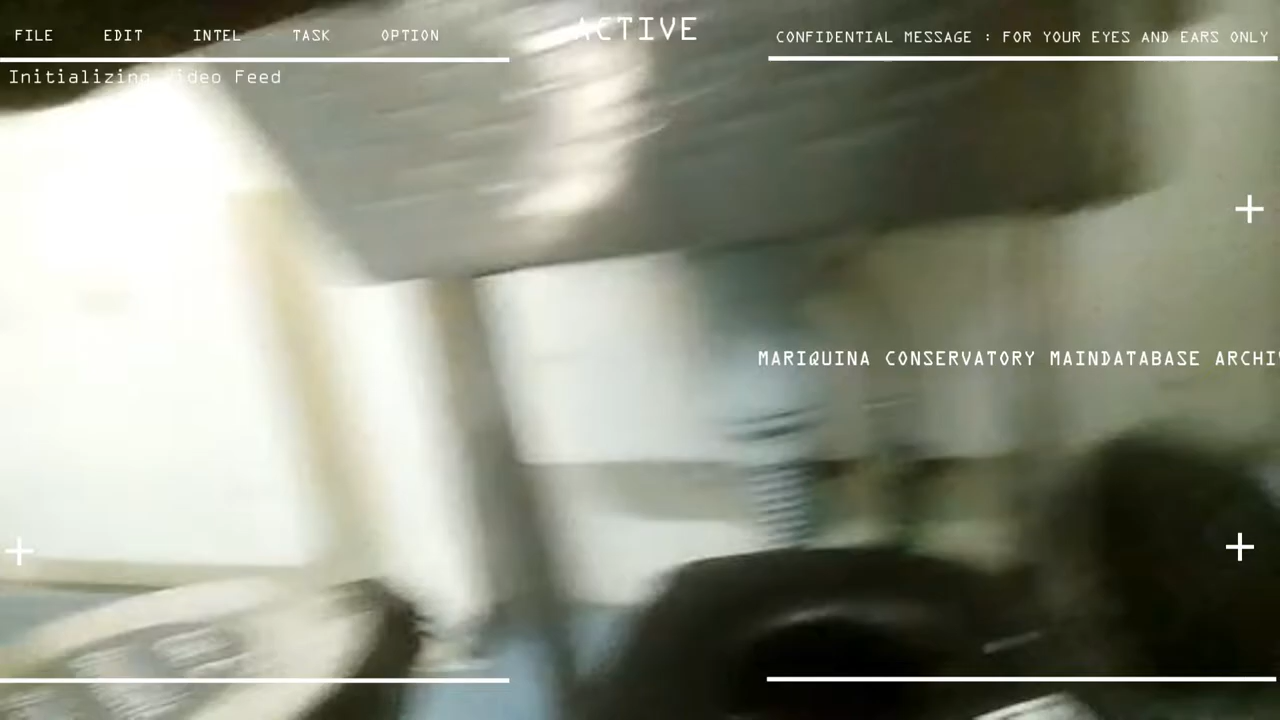 FILE EDIT INTEL TASK OPTION
ACTIVE
CONFIDENTIAL MESSAGE : FOR YOUR EYES AND EARS ONLY
Initializing Video Feed
MARIQUINA CONSERVATORY MAINDATABASE ARCHI